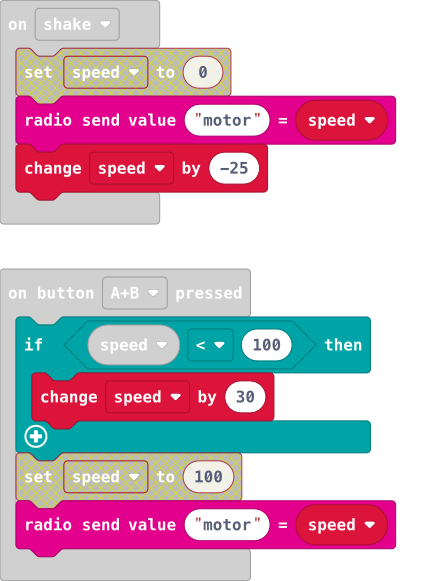 on shake
set speed to 0
radio send value "motor" = speed
change speed by -25
on button A+B pressed
if speed < 100 then
change speed by 30
set speed to 100
radio send value "motor" = speed